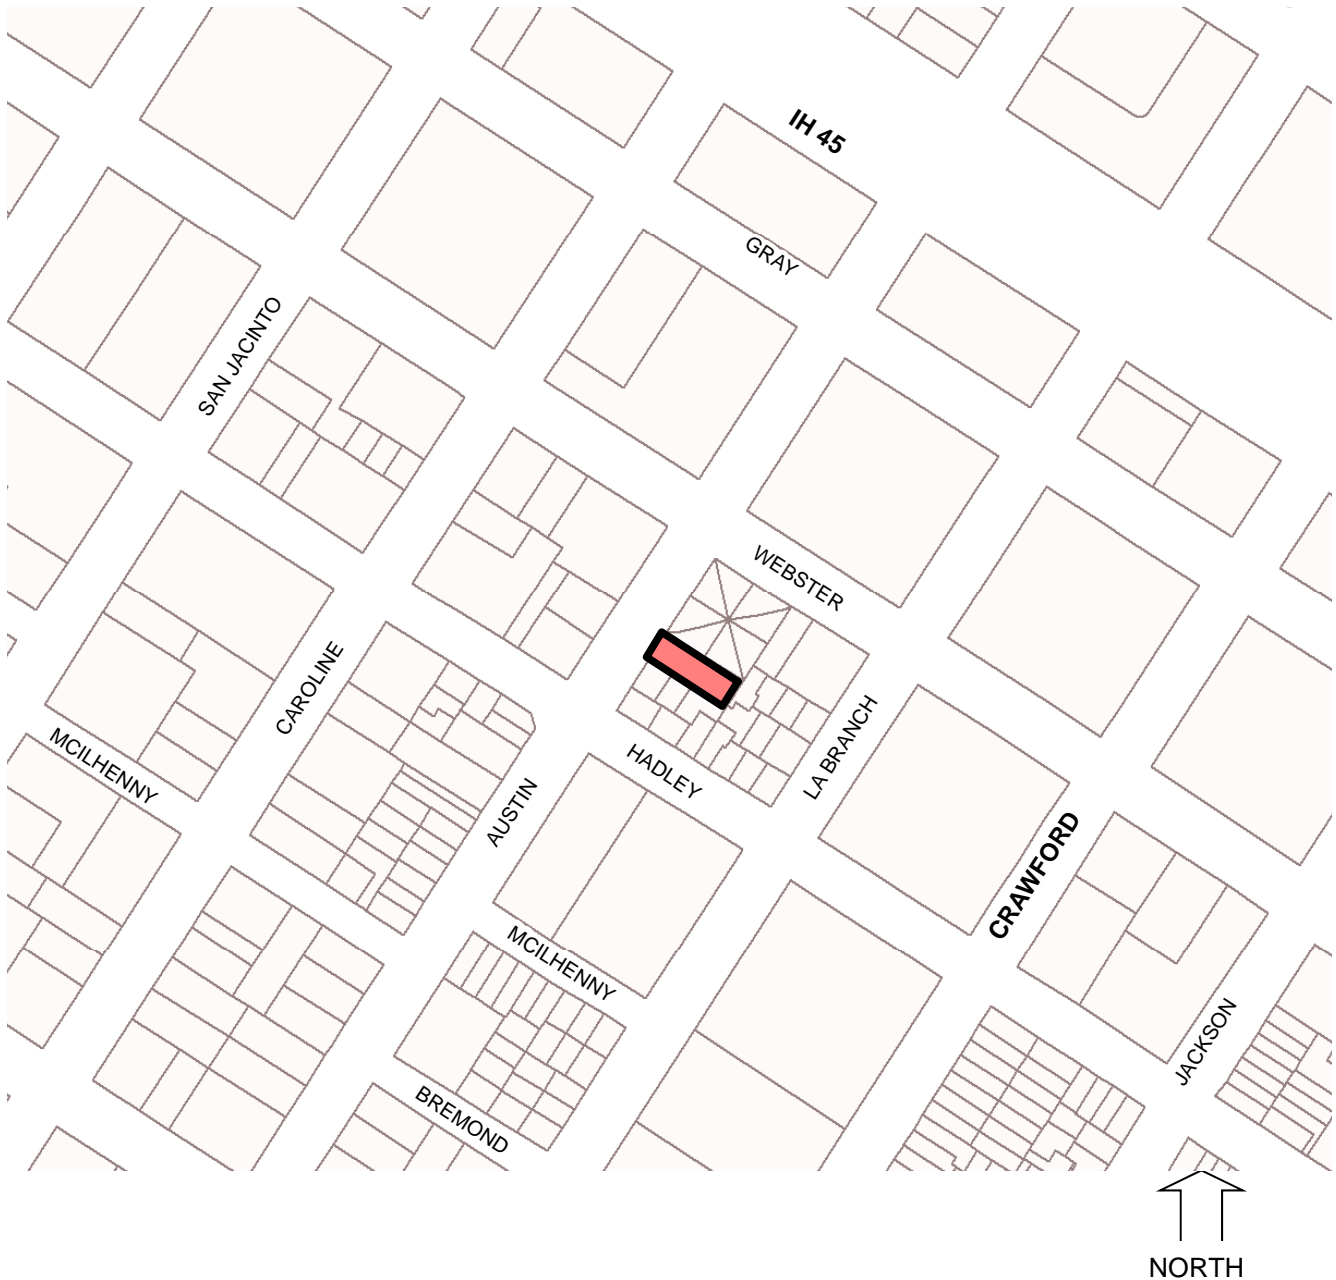 IH 45
GRAY
SAN JACINTO
WEBSTER
CAROLINE
LA BRANCH
MCILHENNY
HADLEY
AUSTIN
CRAWFORD
MCILHENNY
JACKSON
BREMOND
NORTH